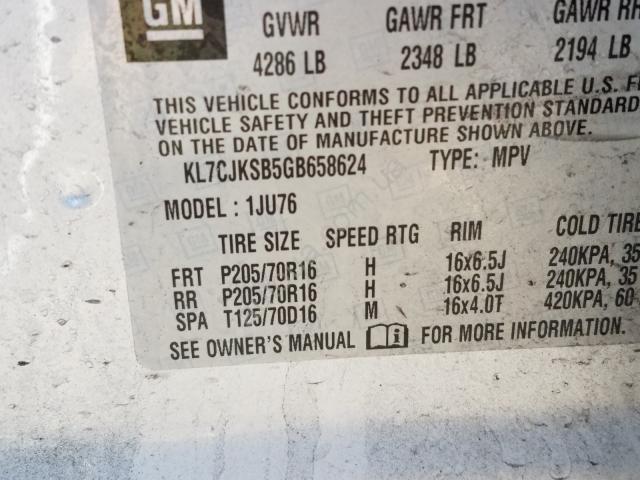 GM
GVWR GAWR FRT GAWR RR
4286 LB 2348 LB 2194 LB
THIS VEHICLE CONFORMS TO ALL APPLICABLE U.S. F
VEHICLE SAFETY AND THEFT PREVENTION STANDARD
ON THE DATE OF MANUFACTURE SHOWN ABOVE.
KL7CJKSB5GB658624 TYPE: MPV
MODEL : 1JU76
TIRE SIZE SPEED RTG RIM COLD TIRE
FRT P205/70R16 H 16x6.5J 240KPA, 35
RR P205/70R16 H 16x6.5J 240KPA, 35
SPA T125/70D16 M 16x4.0T 420KPA, 60
SEE OWNER'S MANUAL i FOR MORE INFORMATION.